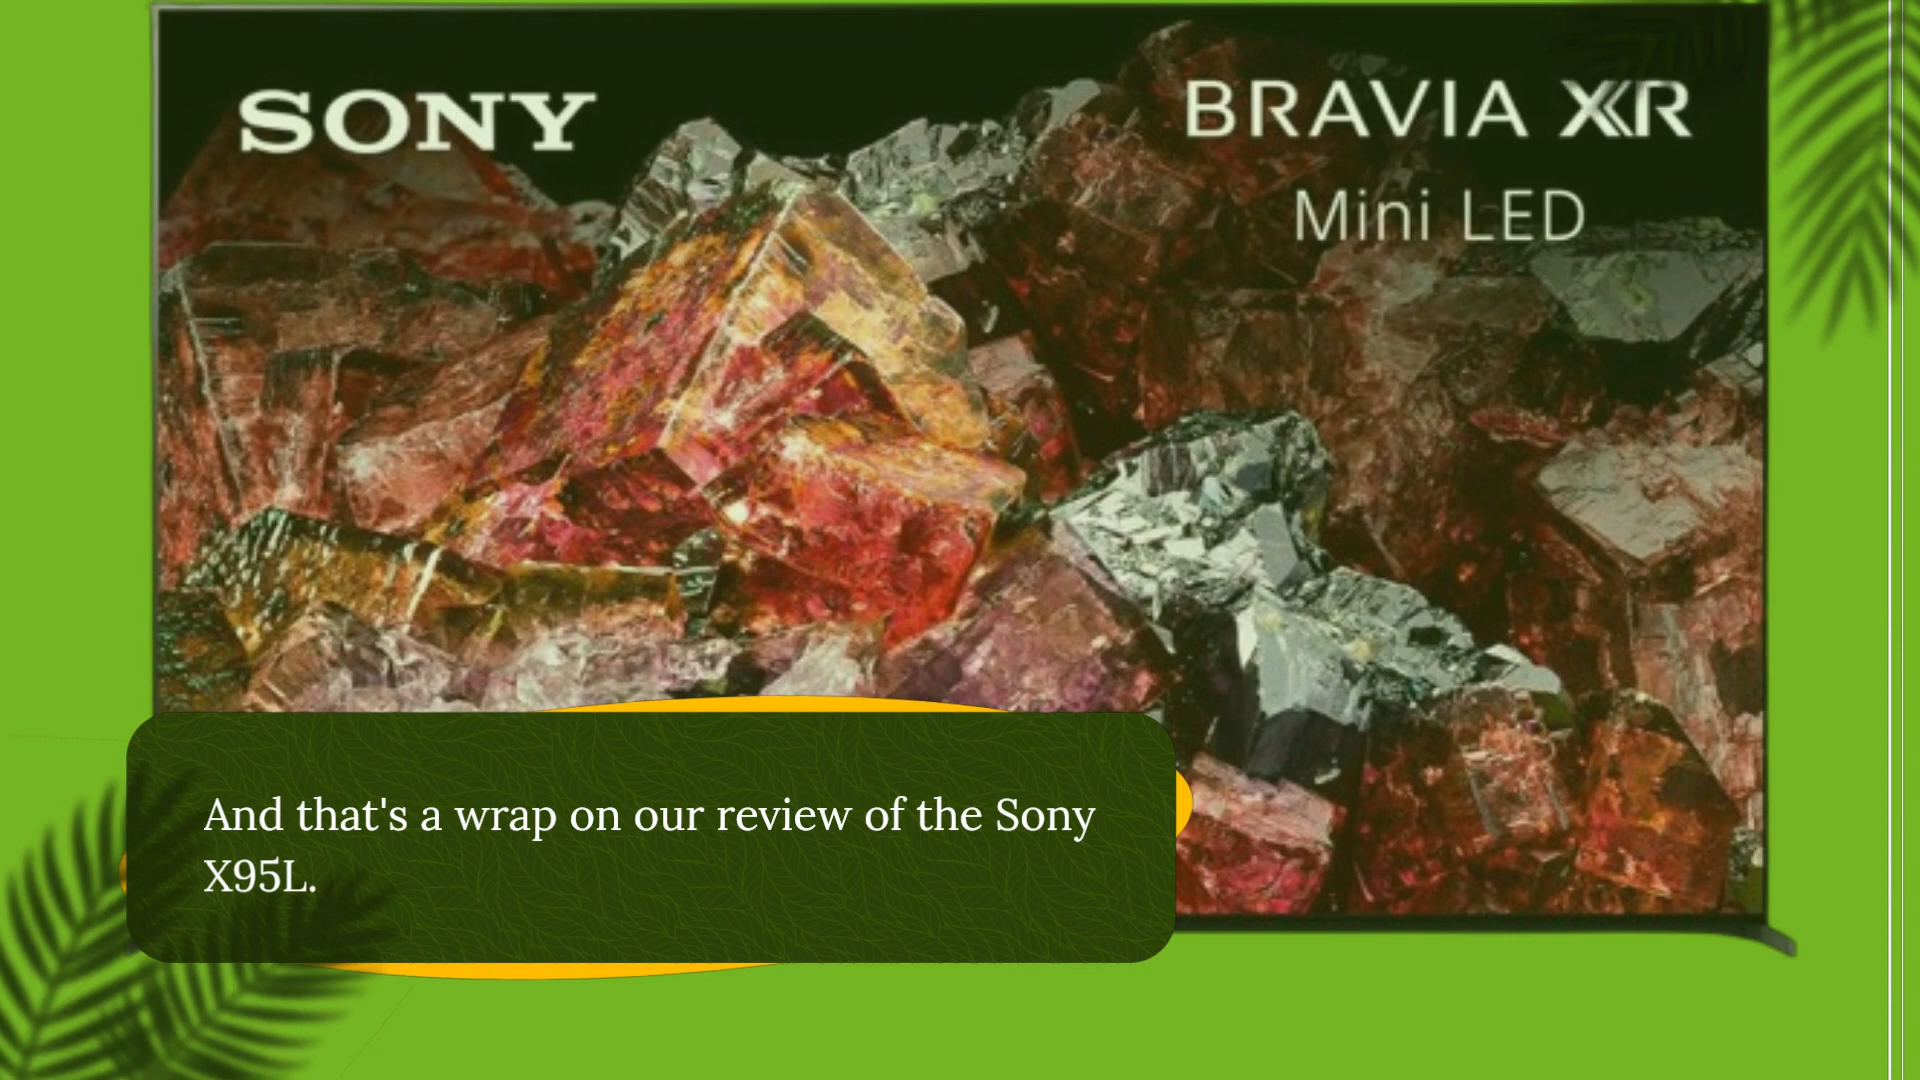 SONY
BRAVIA XR
Mini LED
And that's a wrap on our review of the Sony
X95L.